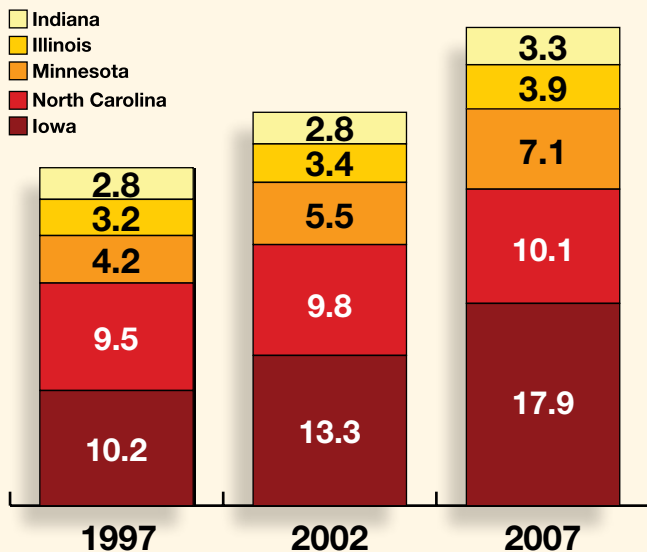 Indiana
Illinois
Minnesota
North Carolina
Iowa
2.8
3.2
4.2
9.5
10.2
2.8
3.4
5.5
9.8
13.3
3.3
3.9
7.1
10.1
17.9
1997 2002 2007